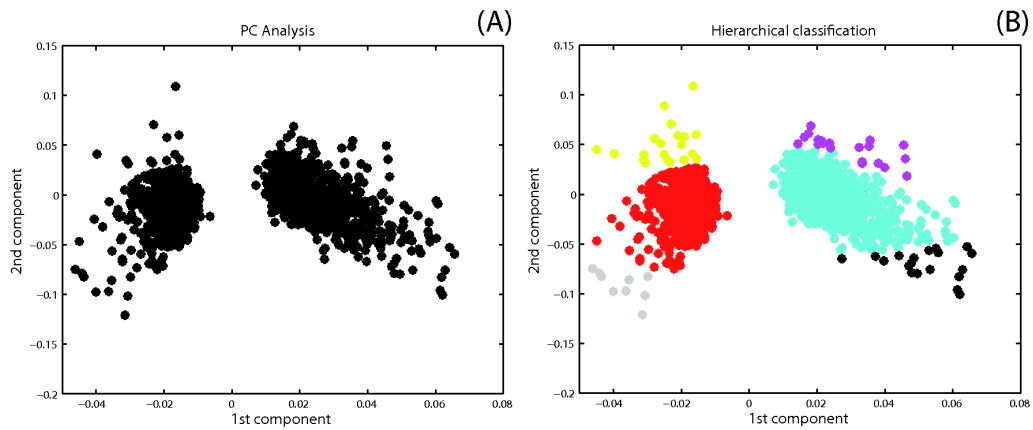 (A)
PC Analysis
0.15
0.1
0.05
0
−0.05
−0.1
−0.15
−0.2
2nd component
−0.04 −0.02 0 0.02 0.04 0.06 0.08
1st component
(B)
Hierarchical classification
0.15
0.1
0.05
0
−0.05
−0.1
−0.15
−0.2
2nd component
−0.04 −0.02 0 0.02 0.04 0.06 0.08
1st component